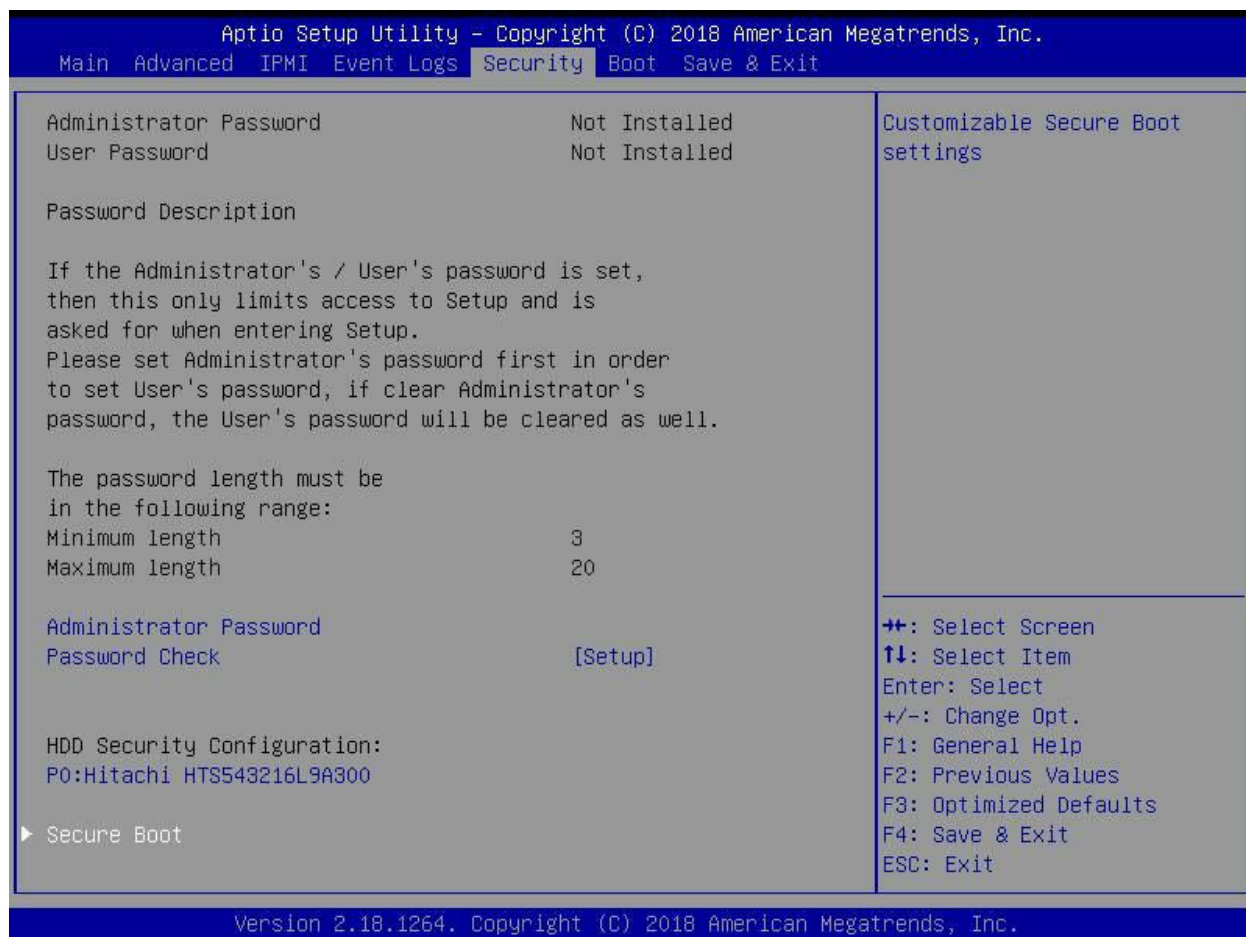 Aptio Setup Utility – Copyright (C) 2018 American Megatrends, Inc.
Main Advanced IPMI Event Logs Security Boot Save & Exit
Administrator Password Not Installed
User Password Not Installed
Password Description
If the Administrator's / User's password is set,
then this only limits access to Setup and is
asked for when entering Setup.
Please set Administrator's password first in order
to set User's password, if clear Administrator's
password, the User's password will be cleared as well.
The password length must be
in the following range:
Minimum length 3
Maximum length 20
Administrator Password
Password Check [Setup]
HDD Security Configuration:
P0:Hitachi HTS543216L9A300
▶ Secure Boot
Customizable Secure Boot
settings
→←: Select Screen
↑↓: Select Item
Enter: Select
+/-: Change Opt.
F1: General Help
F2: Previous Values
F3: Optimized Defaults
F4: Save & Exit
ESC: Exit
Version 2.18.1264. Copyright (C) 2018 American Megatrends, Inc.